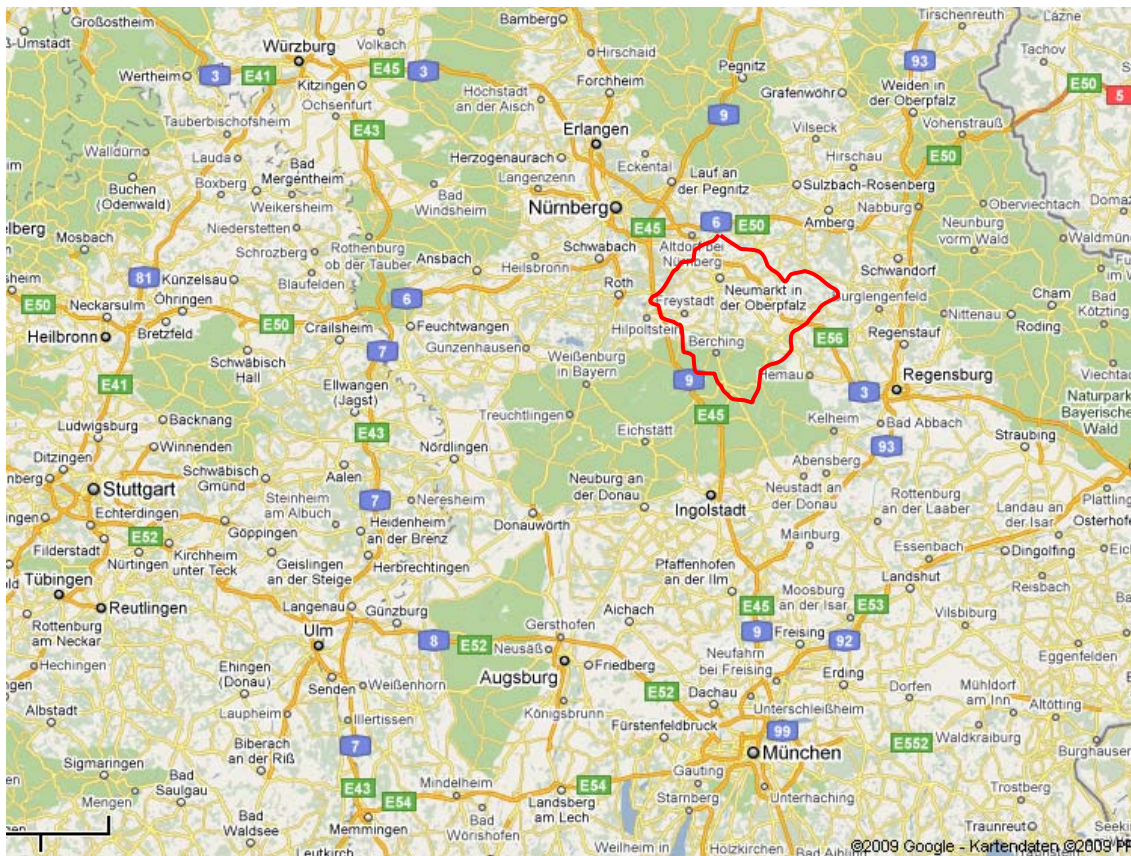 Großostheim
Volkach
Bamberg
Tirschenreuth
Lázne
ß-Umstadt
Würzburg
Hirschaid
Tachov
Wertheim
3
E41
E45
3
Pegnitz
93
E50
5
Kitzingen
Höchstadt
an der Aisch
Forchheim
Grafenwöhr
Weiden in
der Oberpfalz
Ochsenfurt
9
Tauberbischofsheim
E43
Erlangen
Vilseck
Vohenstrauß
Walldürn
Lauda
Herzogenaurach
Eckental
Hirschau
E50
Bad
Mergentheim
Langenzenn
Lauf an
der Pegnitz
Buchen
(Odenwald)
Boxberg
Weikersheim
Bad
Windsheim
Sulzbach-Rosenberg
Oberviechtach
Nürnberg
Nabburg
Niederstetten
E45
6
E50
Amberg
Neunburg
vorm Wald
Mosbach
Schrozberg
Rothenburg
ob der Tauber
Ansbach
Schwabach
Altdorf bei
Nürnberg
Heilsbronn
Schwandorf
81
Künzelsau
Blaufelden
Roth
Neumarkt in
der Oberpfalz
E50
Neckarsulm
Öhringen
6
Freystadt
Cham
Bad
Kötzting
Heilbronn
Bretzfeld
E50
Crailsheim
Feuchtwangen
Hilpoltstein
Nittenau
Roding
Gunzenhausen
Berching
E56
Regenstauf
Schwäbisch
Hall
7
Weißenburg
in Bayern
E41
Ellwangen
(Jagst)
9
Hemau
3
Regensburg
Naturpark
Bayerische
Wald
Backnang
Treuchtlingen
E45
Ludwigsburg
E43
Kelheim
Bad Abbach
Winnenden
Nördlingen
Eichstätt
93
Straubing
Ditzingen
Schwäbisch
Gmünd
Aalen
Abensberg
Stuttgart
7
Neuburg an
der Donau
Neustadt an
der Donau
Steinheim
am Albuch
Neresheim
Ingolstadt
Rottenburg
an der Laaber
Plattling
Echterdingen
Donauwörth
Landau an
der Isar
Göppingen
E52
Heidenheim
an der Brenz
Mainburg
Filderstadt
Kirchheim
unter Teck
Essenbach
Dingolfing
Nürtingen
Geislingen
an der Steige
Herbrechtingen
Pfaffenhofen
an der Ilm
Tübingen
Landshut
Reisbach
Reutlingen
Langenau
Günzburg
Aichach
Moosburg
an der Isar
E45
E53
Rottenburg
am Neckar
Ulm
8
E52
Gersthofen
Neusäß
9
92
Freising
Vilsbiburg
Hechingen
Ehingen
(Donau)
Augsburg
Friedberg
Neufahrn
bei Freising
Eggenfelden
Senden
Weißenhorn
E52
Dachau
Erding
Dorfen
Mühldorf
am Inn
Albstadt
Laupheim
Illertissen
Königsbrunn
Fürstenfeldbruck
Unterschleißheim
Altötting
99
Waldkraiburg
Biberach
an der Riß
7
München
E552
Sigmaringen
Gauting
Mengen
Bad
Saulgau
E43
E54
Mindelheim
E54
Landsberg
am Lech
Starnberg
Unterhaching
Trostberg
Bad
Waldsee
Memmingen
Bad
Wörishofen
Traunreut
Leutkirch
Weilheim in
Holzkirchen
Bad Aibling
©2009 Google - Kartendaten ©2009